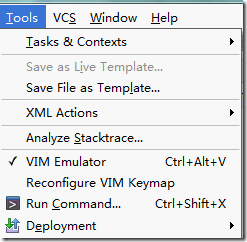 Tools VCS Window Help
Tasks & Contexts
Save as Live Template...
Save File as Template...
XML Actions
Analyze Stacktrace...
VIM Emulator Ctrl+Alt+V
Reconfigure VIM Keymap
Run Command... Ctrl+Shift+X
Deployment